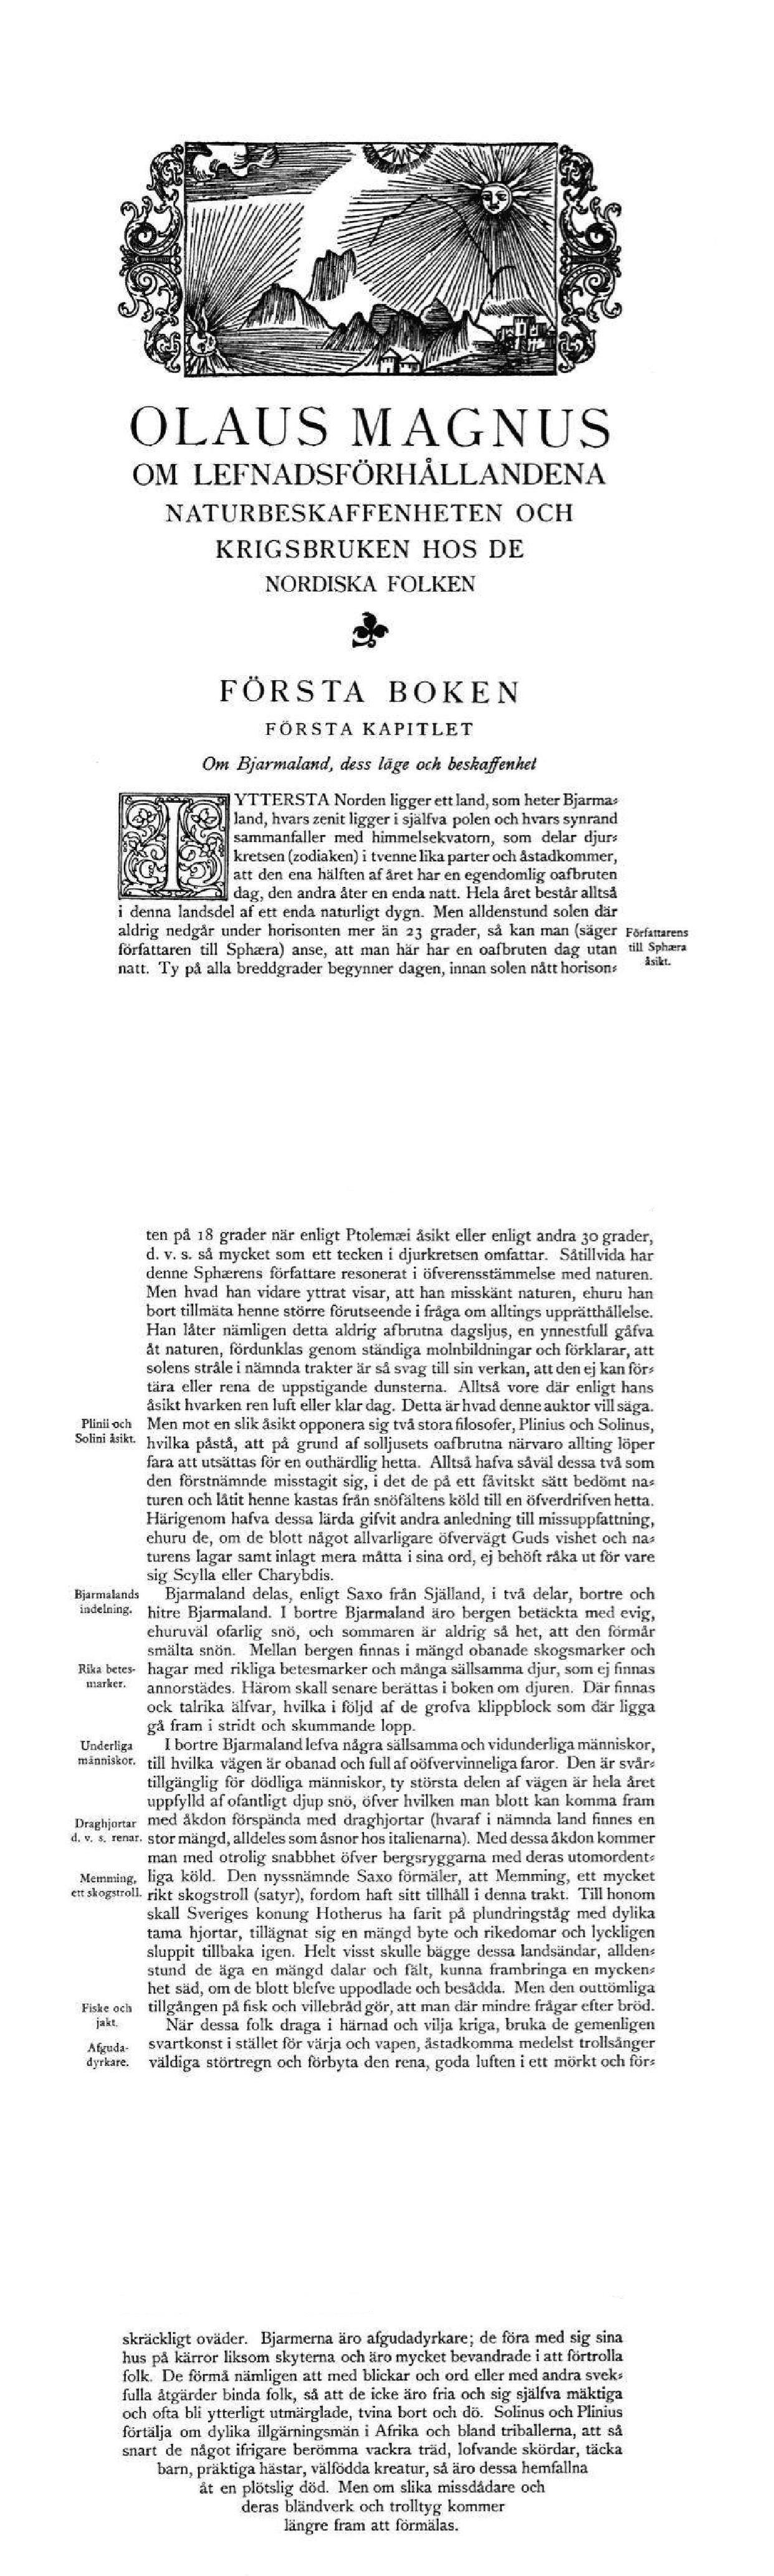 OLAUS MAGNUS
OM LEFNADSFÖRHÅLLANDENA
NATURBESKAFFENHETEN OCH
KRIGSBRUKEN HOS DE
NORDISKA FOLKEN
FÖRSTA BOKEN
FÖRSTA KAPITLET
Om Bjarmaland, dess läge och beskaffenhet
I YTTERSTA Norden ligger ett land, som heter Bjarma-
land, hvars zenit ligger i själfva polen och hvars synrand
sammanfaller med himmelsekvatorn, som delar djur-
kretsen (zodiaken) i tvenne lika parter och åstadkommer,
att den ena hälften af året har en egendomlig oafbruten
dag, den andra åter en enda natt. Hela året består alltså
i denna landsdel af ett enda naturligt dygn. Men alldenstund solen där
aldrig nedgår under horisonten mer än 23 grader, så kan man (säger
författaren till Sphæra) anse, att man här har en oafbruten dag utan
natt. Ty på alla breddgrader begynner dagen, innan solen nått horison-
Författarens
till Sphæra
åsikt.
ten på 18 grader när enligt Ptolemæi åsikt eller enligt andra 30 grader,
d. v. s. så mycket som ett tecken i djurkretsen omfattar. Såtillvida har
denne Sphærens författare resonerat i öfverensstämmelse med naturen.
Men hvad han vidare yttrat visar, att han misskänt naturen, ehuru han
bort tillmäta henne större förutseende i fråga om alltings upprätthållelse.
Han låter nämligen detta aldrig afbrutna dagsljus, en ynnestfull gåfva
åt naturen, fördunklas genom ständiga molnbildningar och förklarar, att
solens stråle i nämnda trakter är så svag till sin verkan, att den ej kan för-
tära eller rena de uppstigande dunsterna. Alltså vore där enligt hans
åsikt hvarken ren luft eller klar dag. Detta är hvad denne auktor vill säga.
Plinii och
Solini åsikt.
Men mot en slik åsikt opponera sig två stora filosofer, Plinius och Solinus,
hvilka påstå, att på grund af solljusets oafbrutna närvaro allting löper
fara att utsättas för en outhärdlig hetta. Alltså hafva såväl dessa två som
den förstnämnde misstagit sig, i det de på ett fåvitskt sätt bedömt na-
turen och låtit henne kastas från snöfältens köld till en öfverdrifven hetta.
Härigenom hafva dessa lärda gifvit andra anledning till missuppfattning,
ehuru de, om de blott något allvarligare öfvervägt Guds vishet och na-
turens lagar samt inlagt mera måtta i sina ord, ej behöft råka ut för vare
sig Scylla eller Charybdis.
Bjarmalands
indelning.
Bjarmaland delas, enligt Saxo från Själland, i två delar, bortre och
hitre Bjarmaland. I bortre Bjarmaland äro bergen betäckta med evig,
ehuruväl ofarlig snö, och sommaren är aldrig så het, att den förmår
smälta snön. Mellan bergen finnas i mängd obanade skogsmarker och
Rika betes-
marker.
hagar med rikliga betesmarker och många sällsamma djur, som ej finnas
annorstädes. Härom skall senare berättas i boken om djuren. Där finnas
ock talrika älfvar, hvilka i följd af de grofva klippblock som där ligga
gå fram i stridt och skummande lopp.
Underliga
människor.
I bortre Bjarmaland lefva några sällsamma och vidunderliga människor,
till hvilka vägen är obanad och full af oöfvervinneliga faror. Den är svår-
tillgänglig för dödliga människor, ty största delen af vägen är hela året
uppfylld af ofantligt djup snö, öfver hvilken man blott kan komma fram
Draghjortar
d. v. s. renar.
med åkdon förspända med draghjortar (hvaraf i nämnda land finnes en
stor mängd, alldeles som åsnor hos italienarna). Med dessa åkdon kommer
man med otrolig snabbhet öfver bergsryggarna med deras utomordent-
Memming,
ett skogstroll.
liga köld. Den nyssnämnde Saxo förmäler, att Memming, ett mycket
rikt skogstroll (satyr), fordom haft sitt tillhåll i denna trakt. Till honom
skall Sveriges konung Hotherus ha farit på plundringståg med dylika
tama hjortar, tillägnat sig en mängd byte och rikedomar och lyckligen
sluppit tillbaka igen. Helt visst skulle bägge dessa landsändar, allden-
stund de äga en mängd dalar och fält, kunna frambringa en mycken-
het säd, om de blott blefve uppodlade och besådda. Men den outtömliga
Fiske och
jakt.
tillgången på fisk och villebråd gör, att man där mindre frågar efter bröd.
När dessa folk draga i härnad och vilja kriga, bruka de gemenligen
Afguda-
dyrkare.
svartkonst i stället för värja och vapen, åstadkomma medelst trollsånger
väldiga störtregn och förbyta den rena, goda luften i ett mörkt och för-
skräckligt oväder. Bjarmerna äro afgudadyrkare; de föra med sig sina
hus på kärror liksom skyterna och äro mycket bevandrade i att förtrolla
folk. De förmå nämligen att med blickar och ord eller med andra svek-
fulla åtgärder binda folk, så att de icke äro fria och sig själfva mäktiga
och ofta bli ytterligt utmärglade, tvina bort och dö. Solinus och Plinius
förtälja om dylika illgärningsmän i Afrika och bland triballerna, att så
snart de något ifrigare berömma vackra träd, lofvande skördar, täcka
barn, präktiga hästar, välfödda kreatur, så äro dessa hemfallna
åt en plötslig död. Men om slika missdådare och
deras bländverk och trolltyg kommer
längre fram att förmälas.